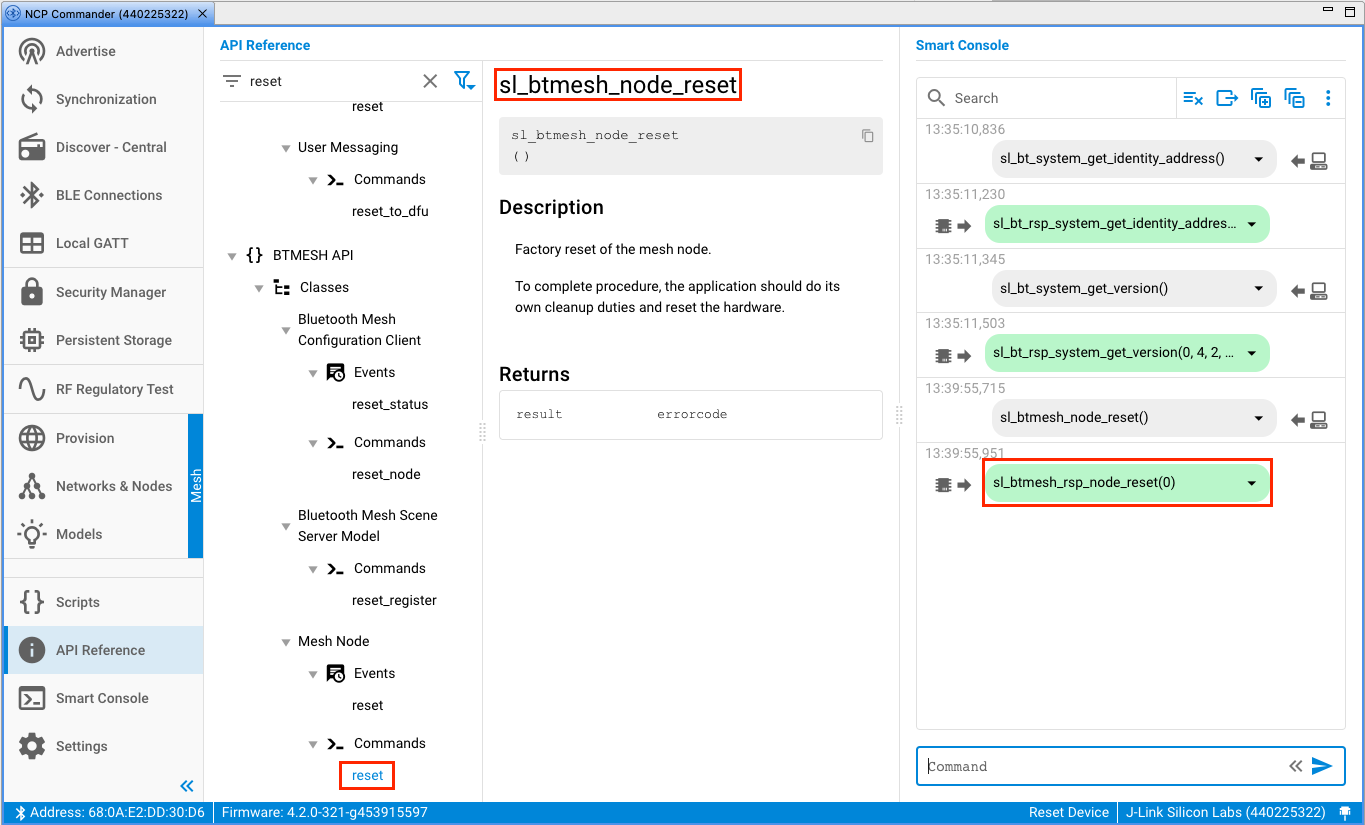 NCP Commander (440225322)
Advertise
Synchronization
Discover - Central
BLE Connections
Local GATT
Security Manager
Persistent Storage
RF Regulatory Test
Provision
Networks & Nodes
Models
Mesh
Scripts
API Reference
Smart Console
Settings
API Reference
reset
reset
User Messaging
Commands
reset_to_dfu
{} BTMESH API
Classes
Bluetooth Mesh
Configuration Client
Events
reset_status
Commands
reset_node
Bluetooth Mesh Scene
Server Model
Commands
reset_register
Mesh Node
Events
reset
Commands
reset
sl_btmesh_node_reset
sl_btmesh_node_reset
()
Description
Factory reset of the mesh node.
To complete procedure, the application should do its
own cleanup duties and reset the hardware.
Returns
result errorcode
Smart Console
Search
13:35:10,836
sl_bt_system_get_identity_address()
13:35:11,230
sl_bt_rsp_system_get_identity_addres...
13:35:11,345
sl_bt_system_get_version()
13:35:11,503
sl_bt_rsp_system_get_version(0, 4, 2, ...
13:39:55,715
sl_btmesh_node_reset()
13:39:55,951
sl_btmesh_rsp_node_reset(0)
Command
Address: 68:0A:E2:DD:30:D6 Firmware: 4.2.0-321-g453915597 Reset Device J-Link Silicon Labs (440225322)